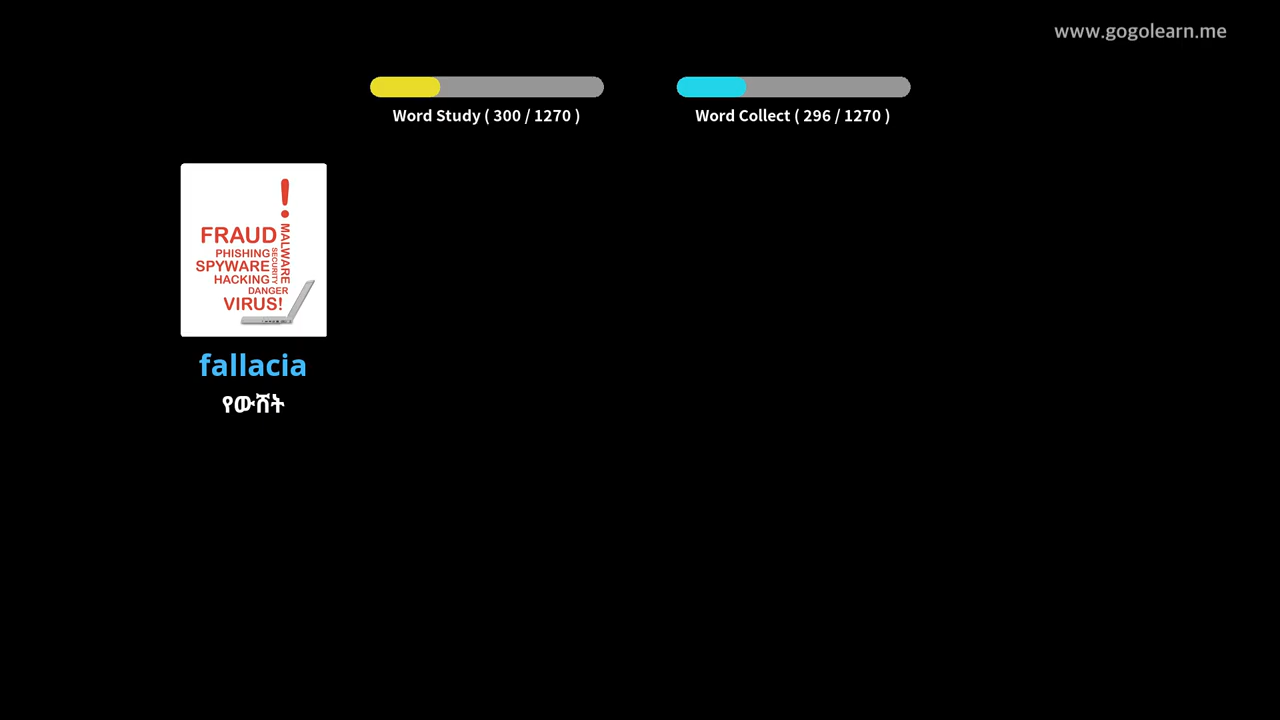 www.gogolearn.me
Word Study ( 300 / 1270 )
Word Collect ( 296 / 1270 )
!
FRAUD
MALWARE
PHISHING
SECURITY
SPYWARE
HACKING
DANGER
VIRUS!
fallacia
የውሸት